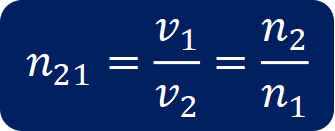 n₂₁ = v₁/v₂ = n₂/n₁